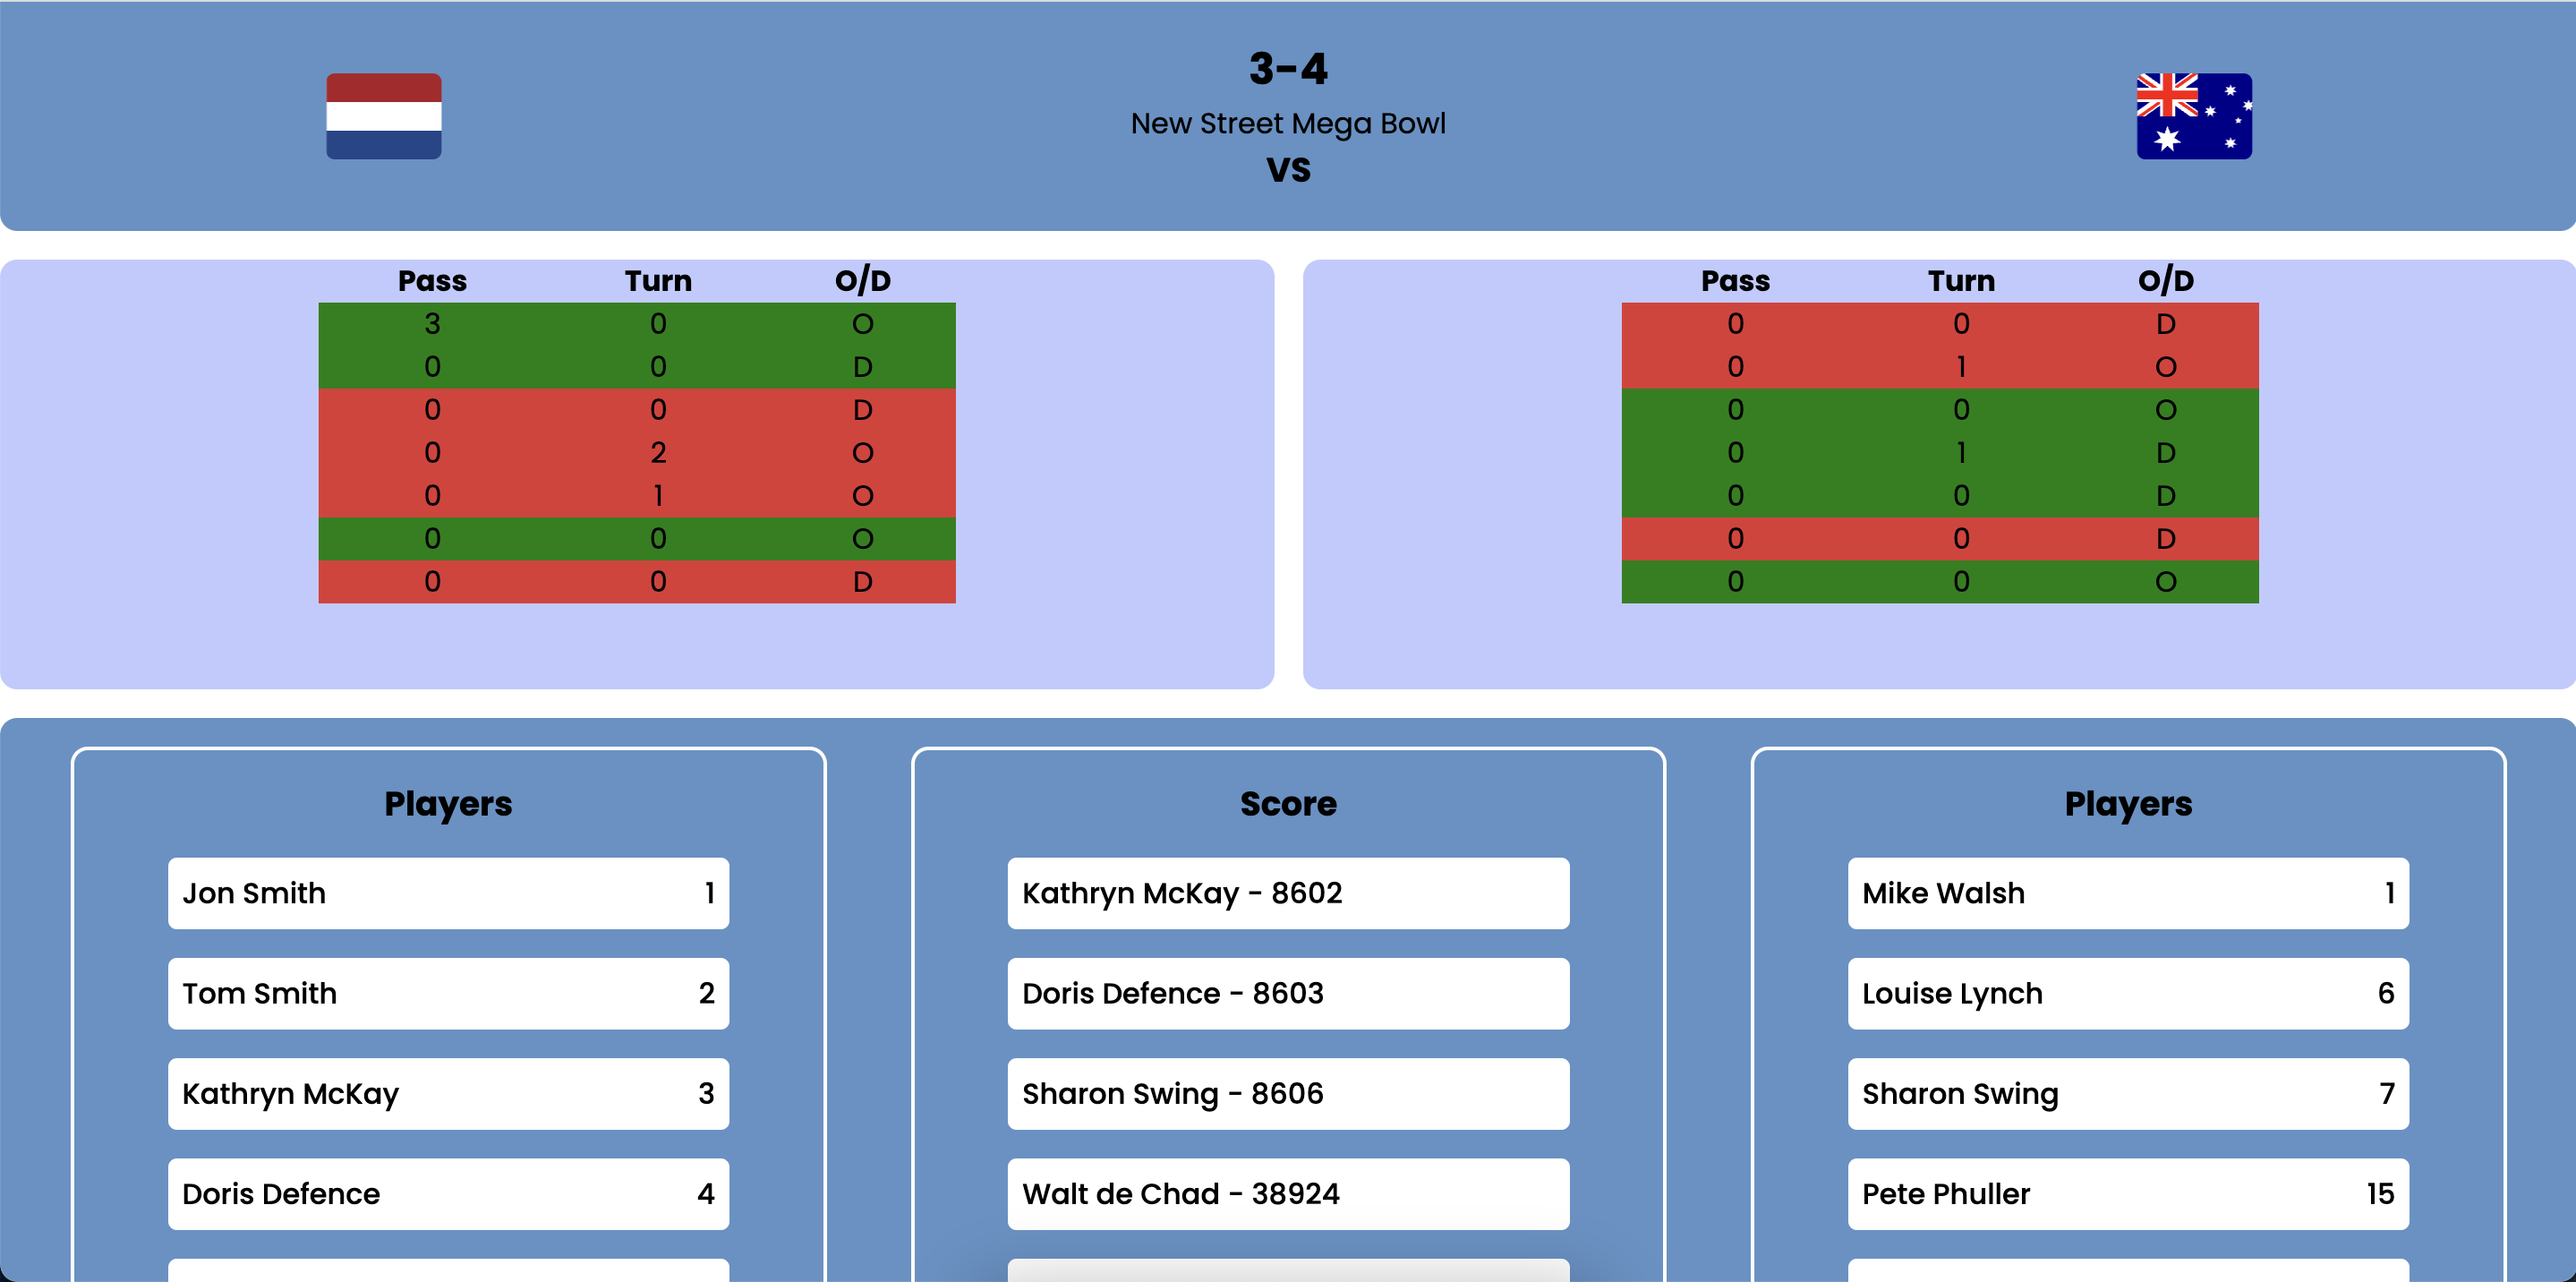 3-4
New Street Mega Bowl
VS
Pass Turn O/D
3 0 O
0 0 D
0 0 D
0 2 O
0 1 O
0 0 O
0 0 D
Pass Turn O/D
0 0 D
0 1 O
0 0 O
0 1 D
0 0 D
0 0 D
0 0 O
Players
Jon Smith 1
Tom Smith 2
Kathryn McKay 3
Doris Defence 4
Score
Kathryn McKay - 8602
Doris Defence - 8603
Sharon Swing - 8606
Walt de Chad - 38924
Players
Mike Walsh 1
Louise Lynch 6
Sharon Swing 7
Pete Phuller 15